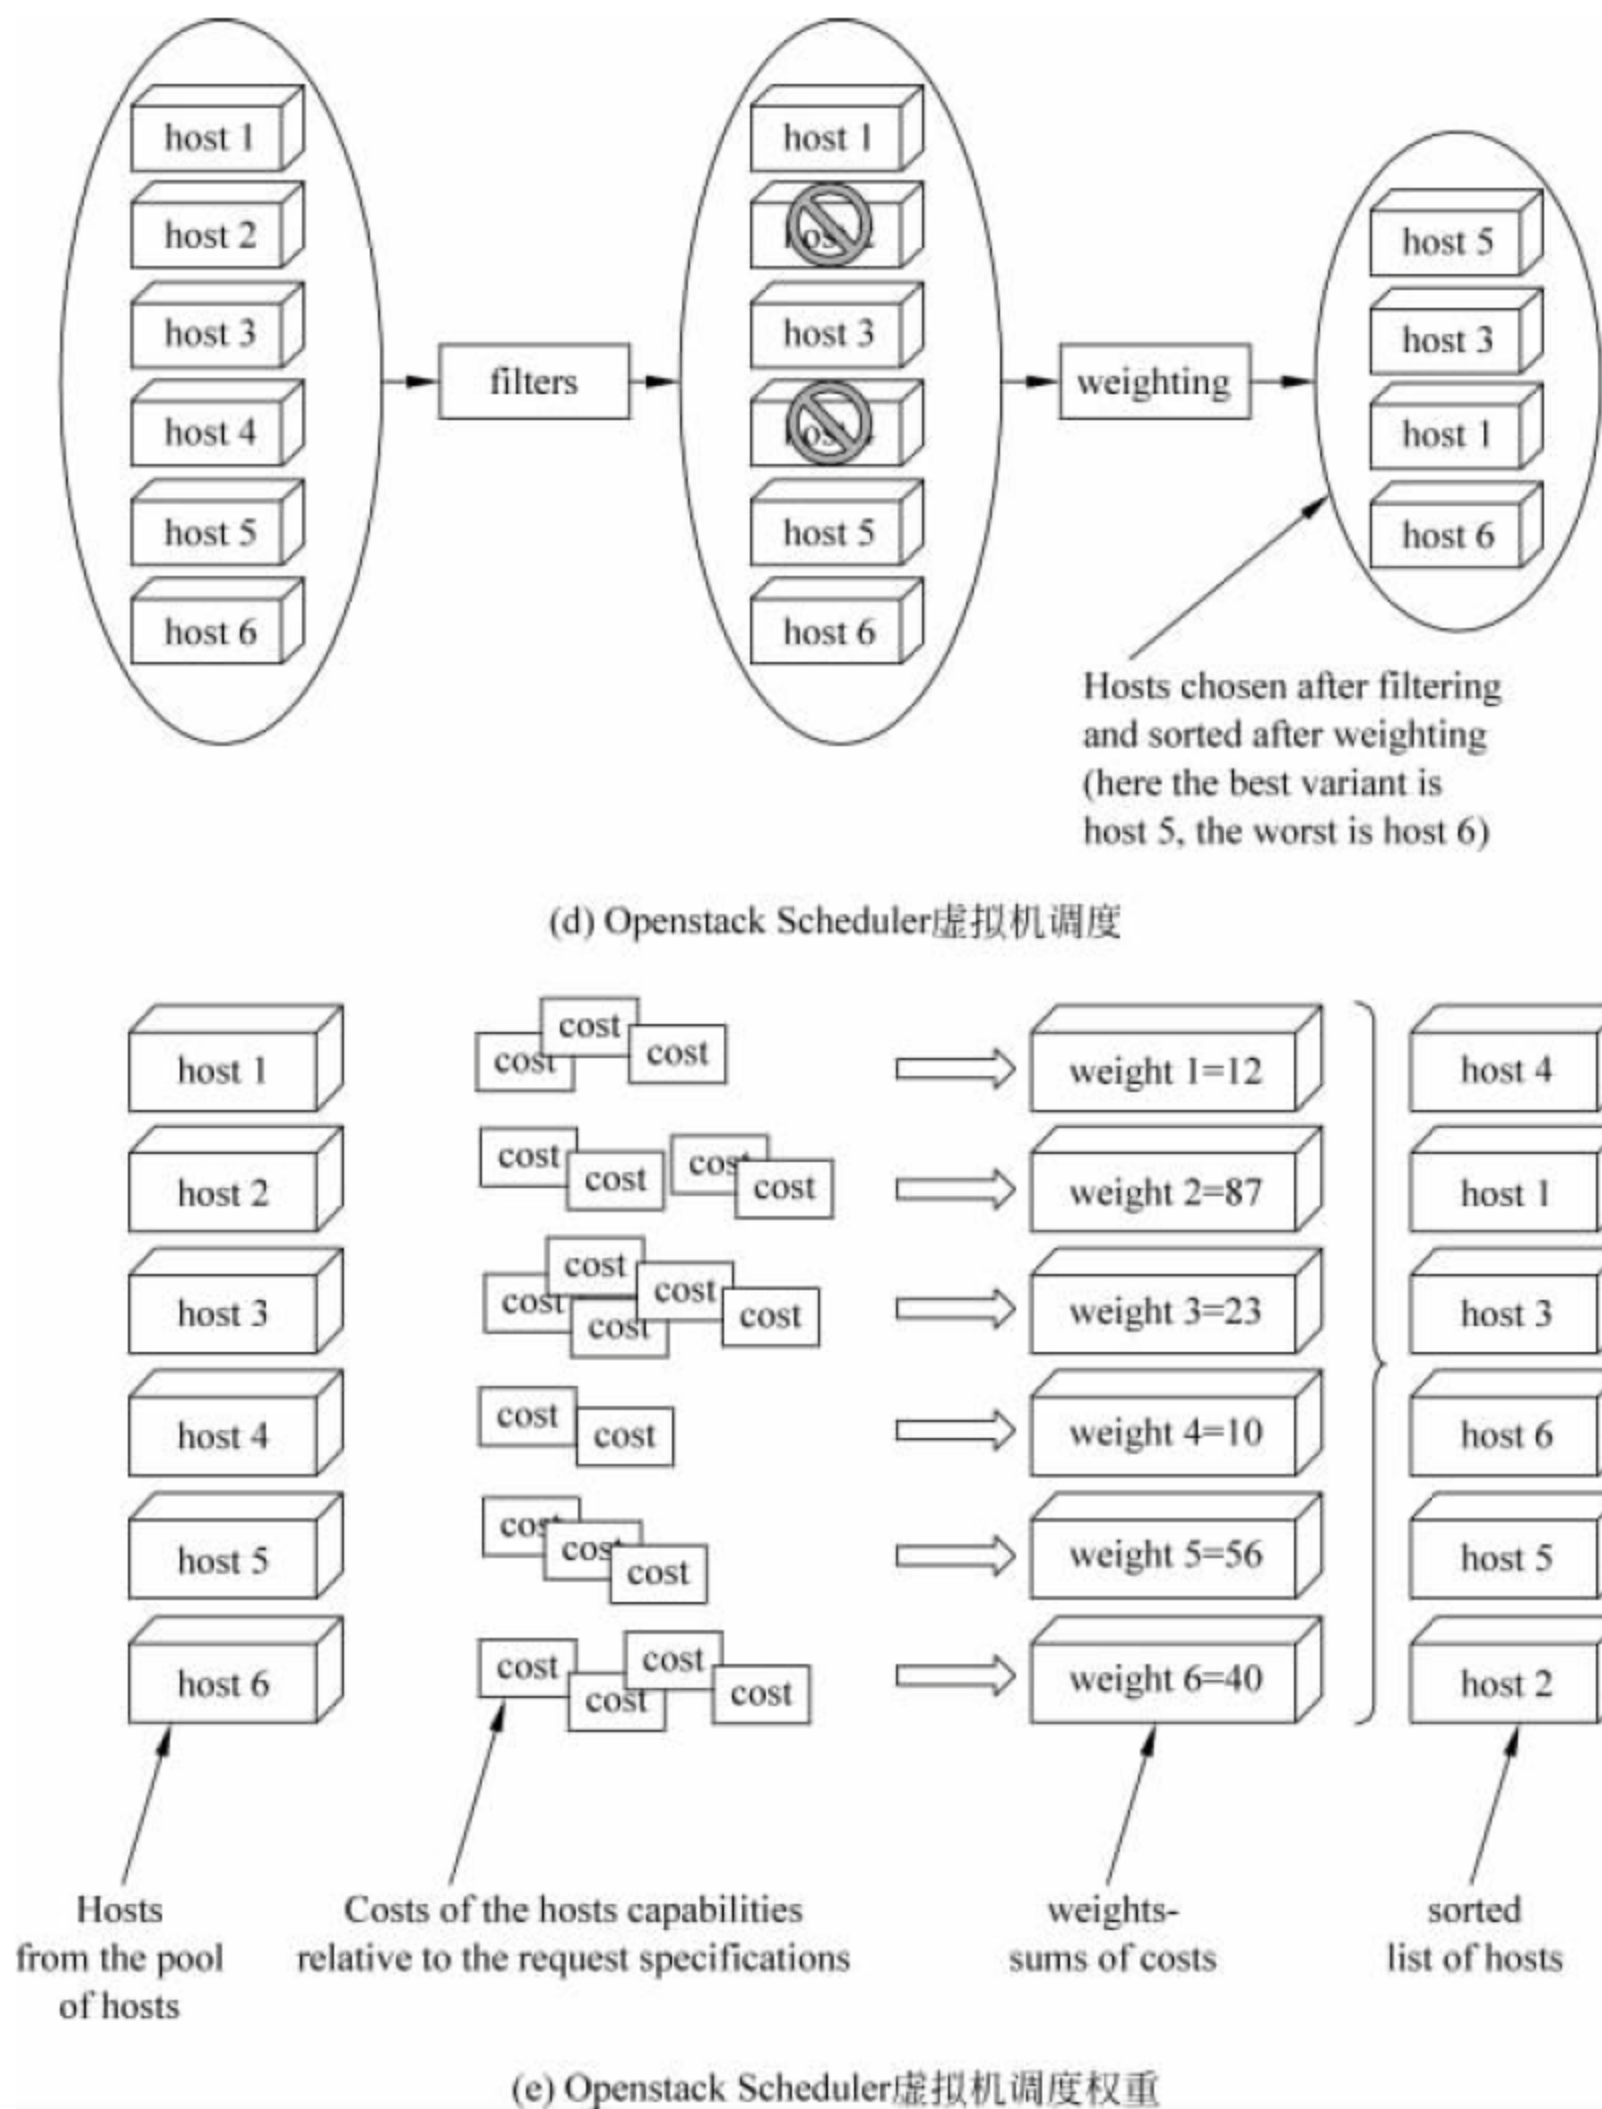 host 1
host 2
host 3
host 4
host 5
host 6
filters
host 1
host 3
host 5
host 6
weighting
host 5
host 3
host 1
host 6
Hosts chosen after filtering
and sorted after weighting
(here the best variant is
host 5, the worst is host 6)
(d) Openstack Scheduler虚拟机调度
host 1
cost
cost
cost
weight 1=12
host 4
host 2
cost
cost
cost
cost
weight 2=87
host 1
host 3
cost
cost
cost
cost
cost
weight 3=23
host 3
host 4
cost
cost
weight 4=10
host 6
host 5
cost
cost
cost
weight 5=56
host 5
host 6
cost
cost
cost
cost
weight 6=40
host 2
Hosts
from the pool
of hosts
Costs of the hosts capabilities
relative to the request specifications
weights-
sums of costs
sorted
list of hosts
(e) Openstack Scheduler虚拟机调度权重